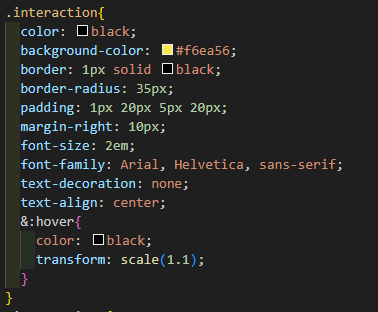 .interaction{
color: black;
background-color: #f6ea56;
border: 1px solid black;
border-radius: 35px;
padding: 1px 20px 5px 20px;
margin-right: 10px;
font-size: 2em;
font-family: Arial, Helvetica, sans-serif;
text-decoration: none;
text-align: center;
&:hover{
color: black;
transform: scale(1.1);
}
}